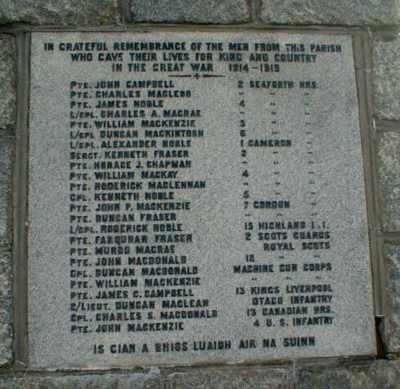 IN GRATEFUL REMEMBRANCE OF THE MEN FROM THIS PARISH
WHO GAVE THEIR LIVES FOR KING AND COUNTRY
IN THE GREAT WAR 1914-1919
PTE. JOHN CAMPBELL 2 SEAFORTH HRS.
PTE. CHARLES MACLEOD " "
PTE. JAMES NOBLE 4 " "
L/CPL. CHARLES A. MACRAE " "
PTE. WILLIAM MACKENZIE 5 " "
L/CPL. DUNCAN MACKINTOSH 6 " "
L/CPL. ALEXANDER NOBLE 1 CAMERON "
SERGT. KENNETH FRASER 2 " "
PTE. HORACE J. CHAPMAN " "
PTE. WILLIAM MACKAY 4 " "
PTE. RODERICK MACLENNAN " "
CPL. KENNETH NOBLE 5 " "
PTE. JOHN P. MACKENZIE 7 GORDON "
PTE. DUNCAN FRASER " "
L/CPL. RODERICK NOBLE 15 HIGHLAND L.I.
PTE. FARQUHAR FRASER 2 SCOTS GUARDS
PTE. MURDO MACRAE ROYAL SCOTS
PTE. JOHN MACDONALD 12 " "
CPL. DUNCAN MACDONALD MACHINE GUN CORPS
PTE. WILLIAM MACKENZIE " "
PTE. JAMES C. CAMPBELL 13 KINGS LIVERPOOL
2/LIEUT. DUNCAN MACLEAN OTAGO INFANTRY
CPL. CHARLES S. MACDONALD 13 CANADIAN HRS.
PTE. JOHN MACKENZIE 4 U.S. INFANTRY
IS CIAN A BHIOS LUAIDH AIR NA SUINN